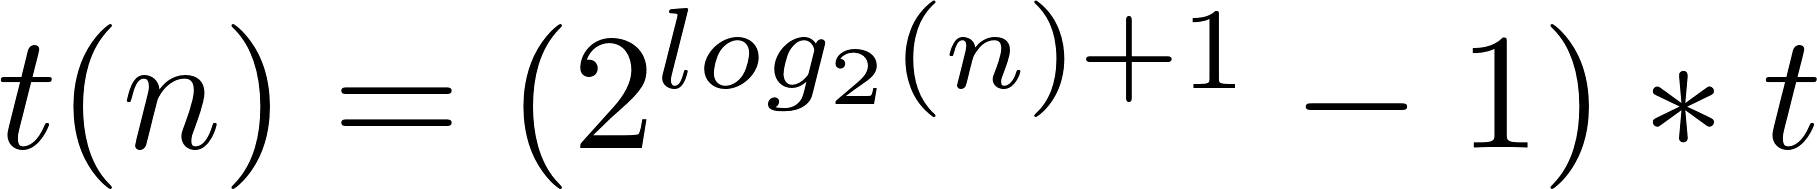 t(n) = (2^{log_2(n)+1} − 1) ∗ t